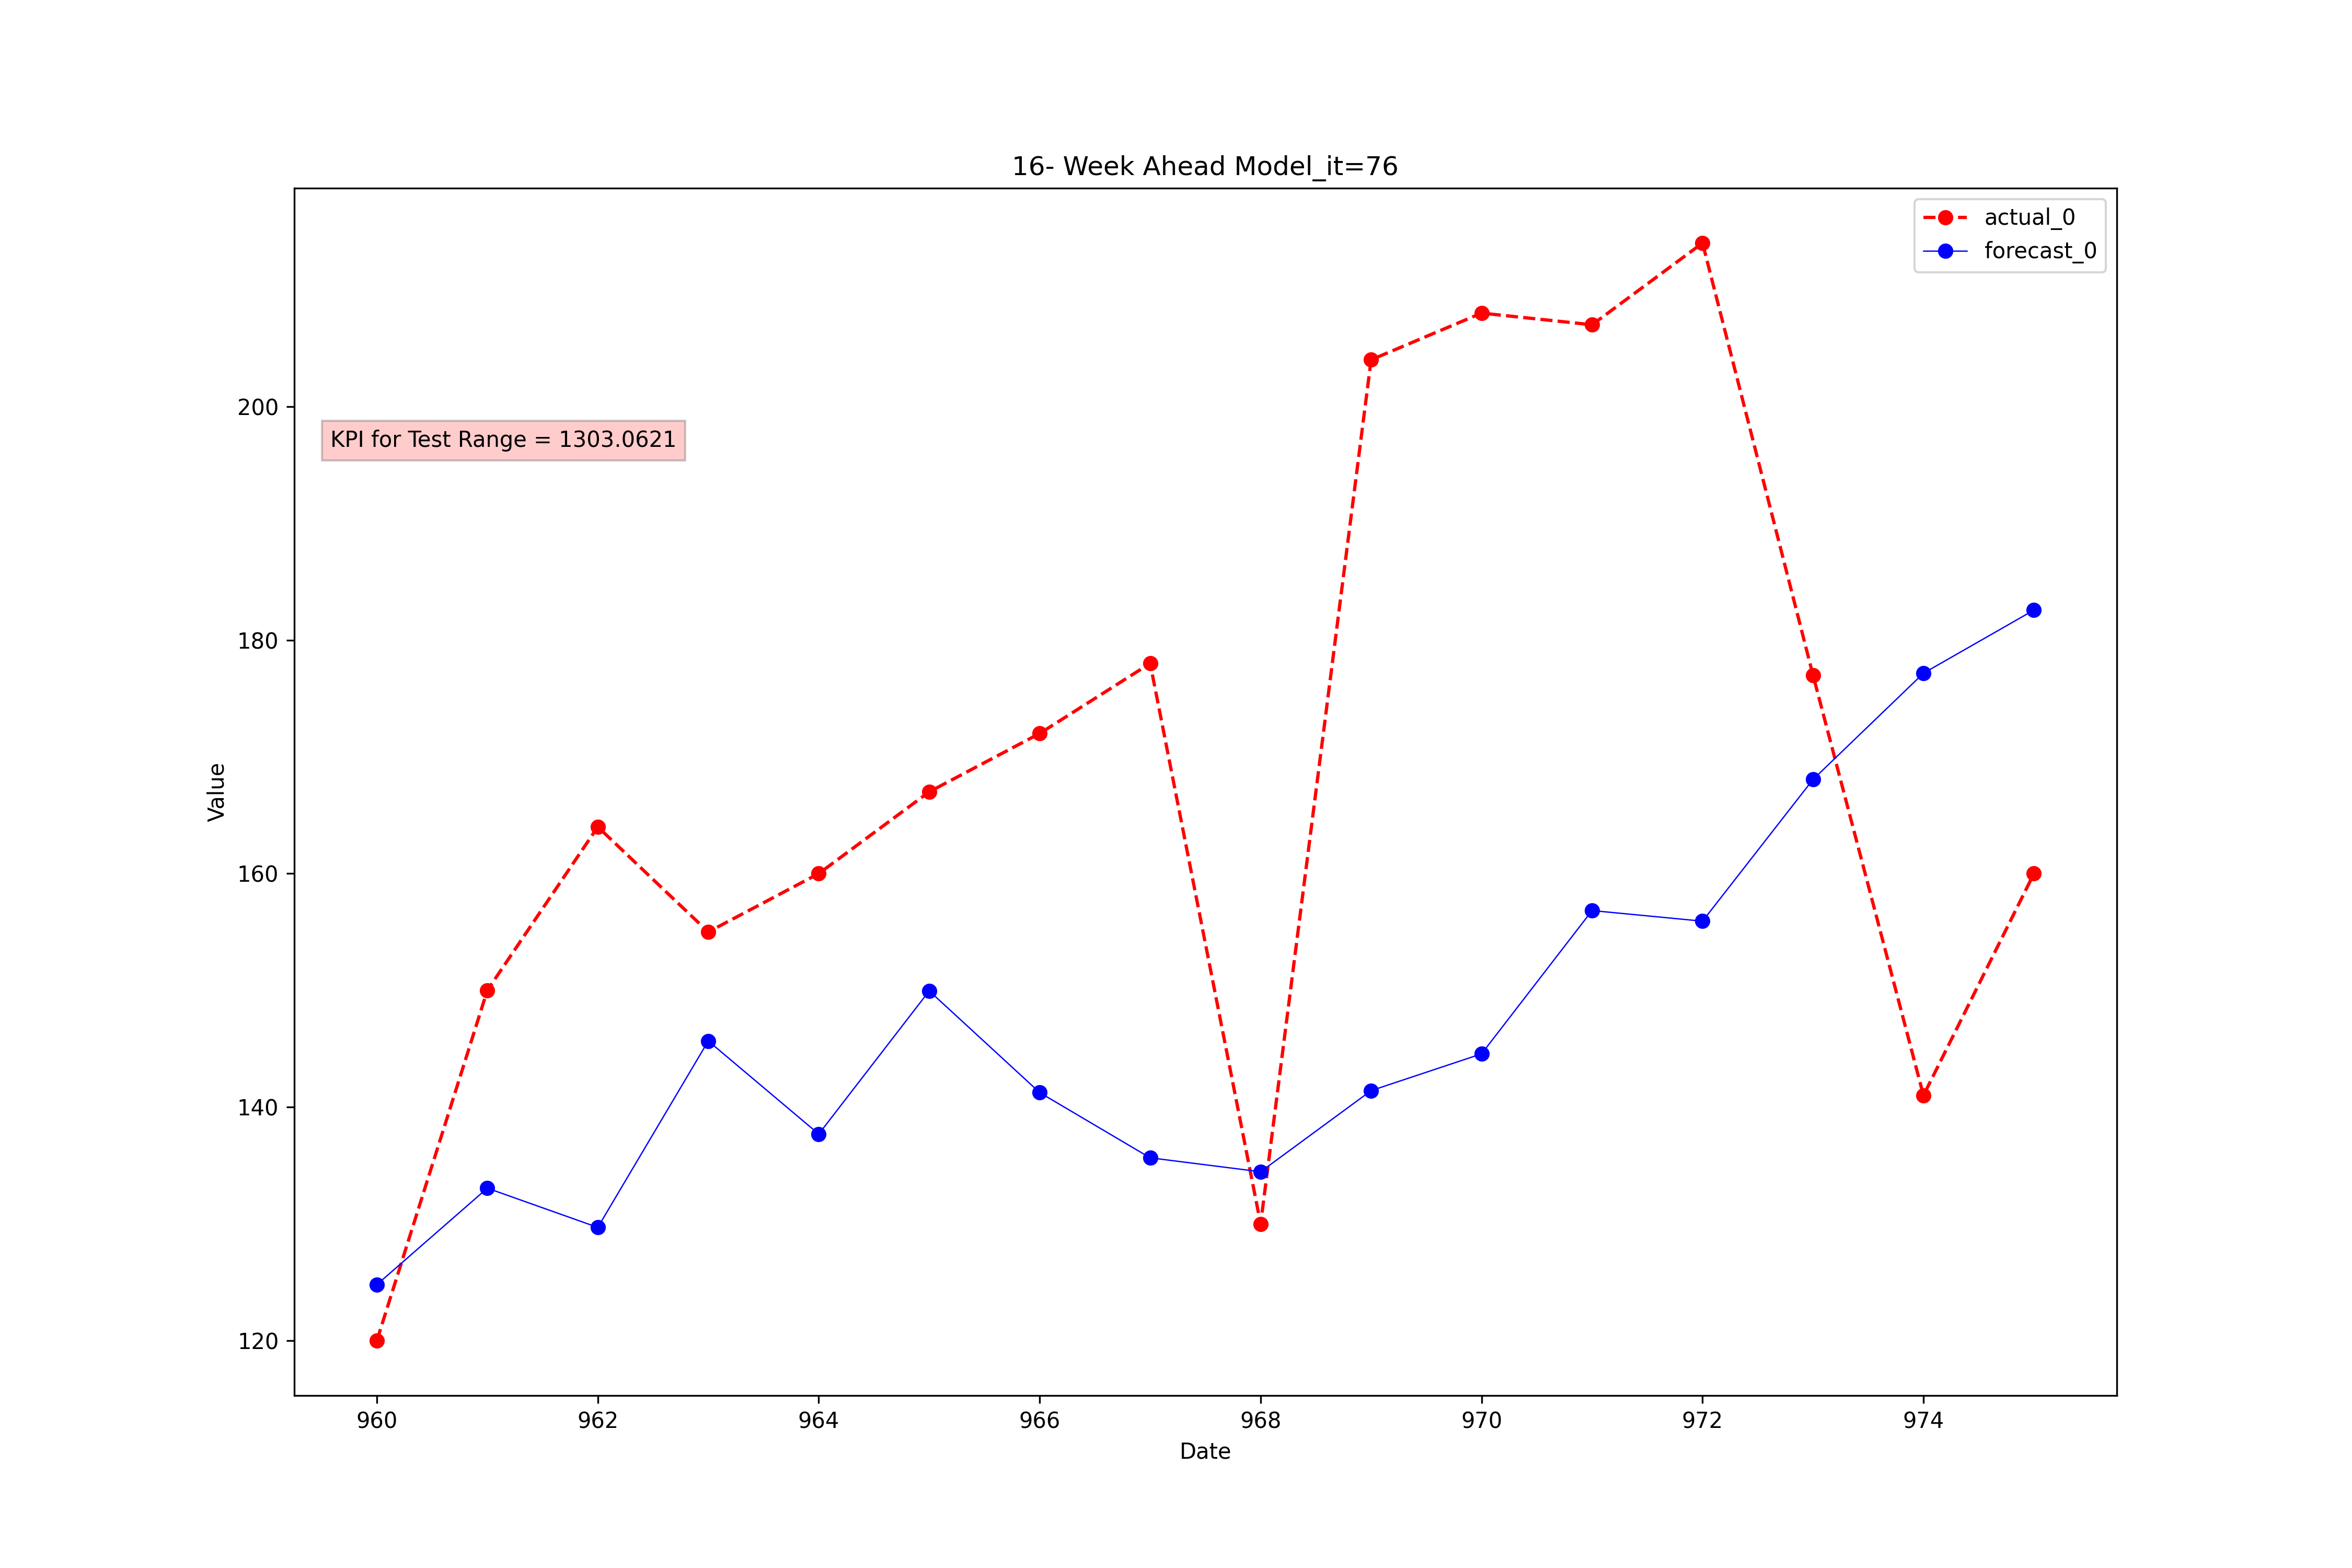 16- Week Ahead Model_it=76
actual_0
forecast_0
KPI for Test Range = 1303.0621
Value
200
180
160
140
120
960 962 964 966 968 970 972 974
Date